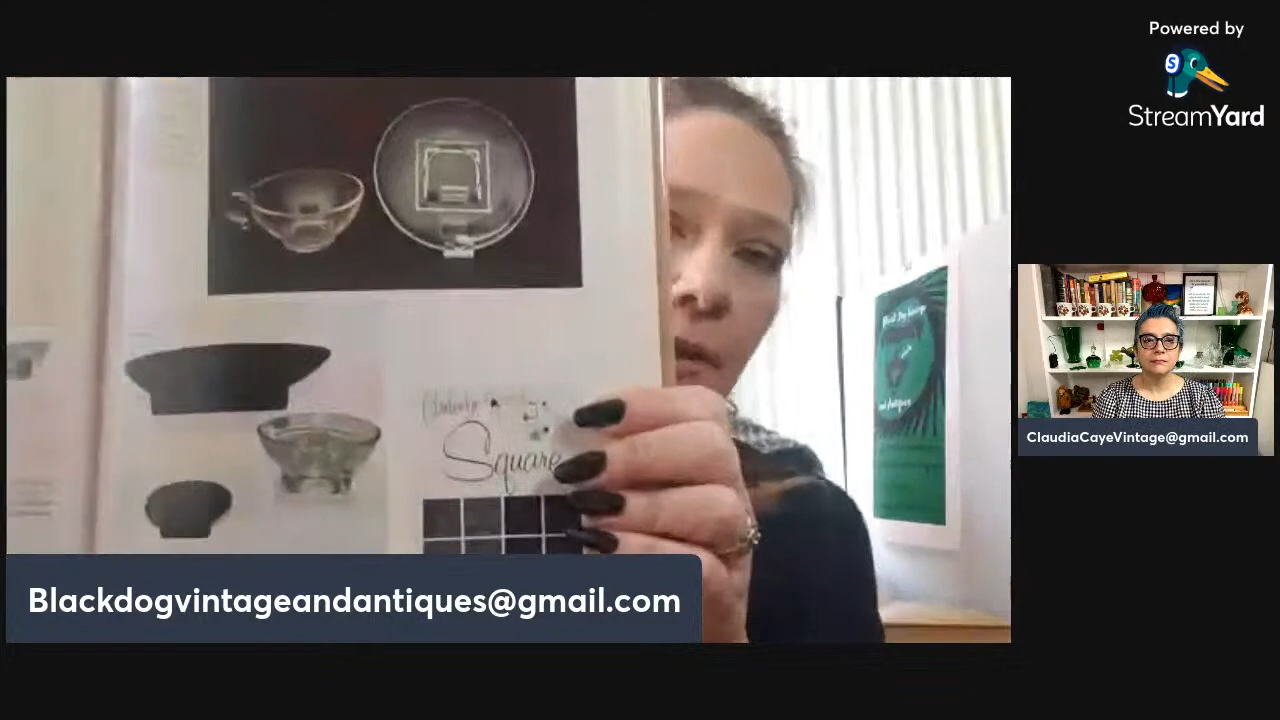 Powered by
StreamYard
Square
Blackdogvintageandantiques@gmail.com
ClaudiaCayeVintage@gmail.com